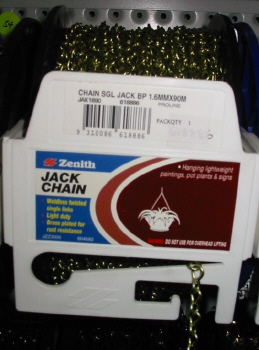 CHAIN SGL JACK BP 1.6MMX90M
JAK1690 618886 PROLINE
9 310086 618886
PACKQTY 1
Zenith
JACK
CHAIN
• Weldless twisted
single links
• Light duty
• Brass plated for
rust resistance
• Hanging lightweight
paintings, pot plants & signs
DO NOT USE FOR OVERHEAD LIFTING